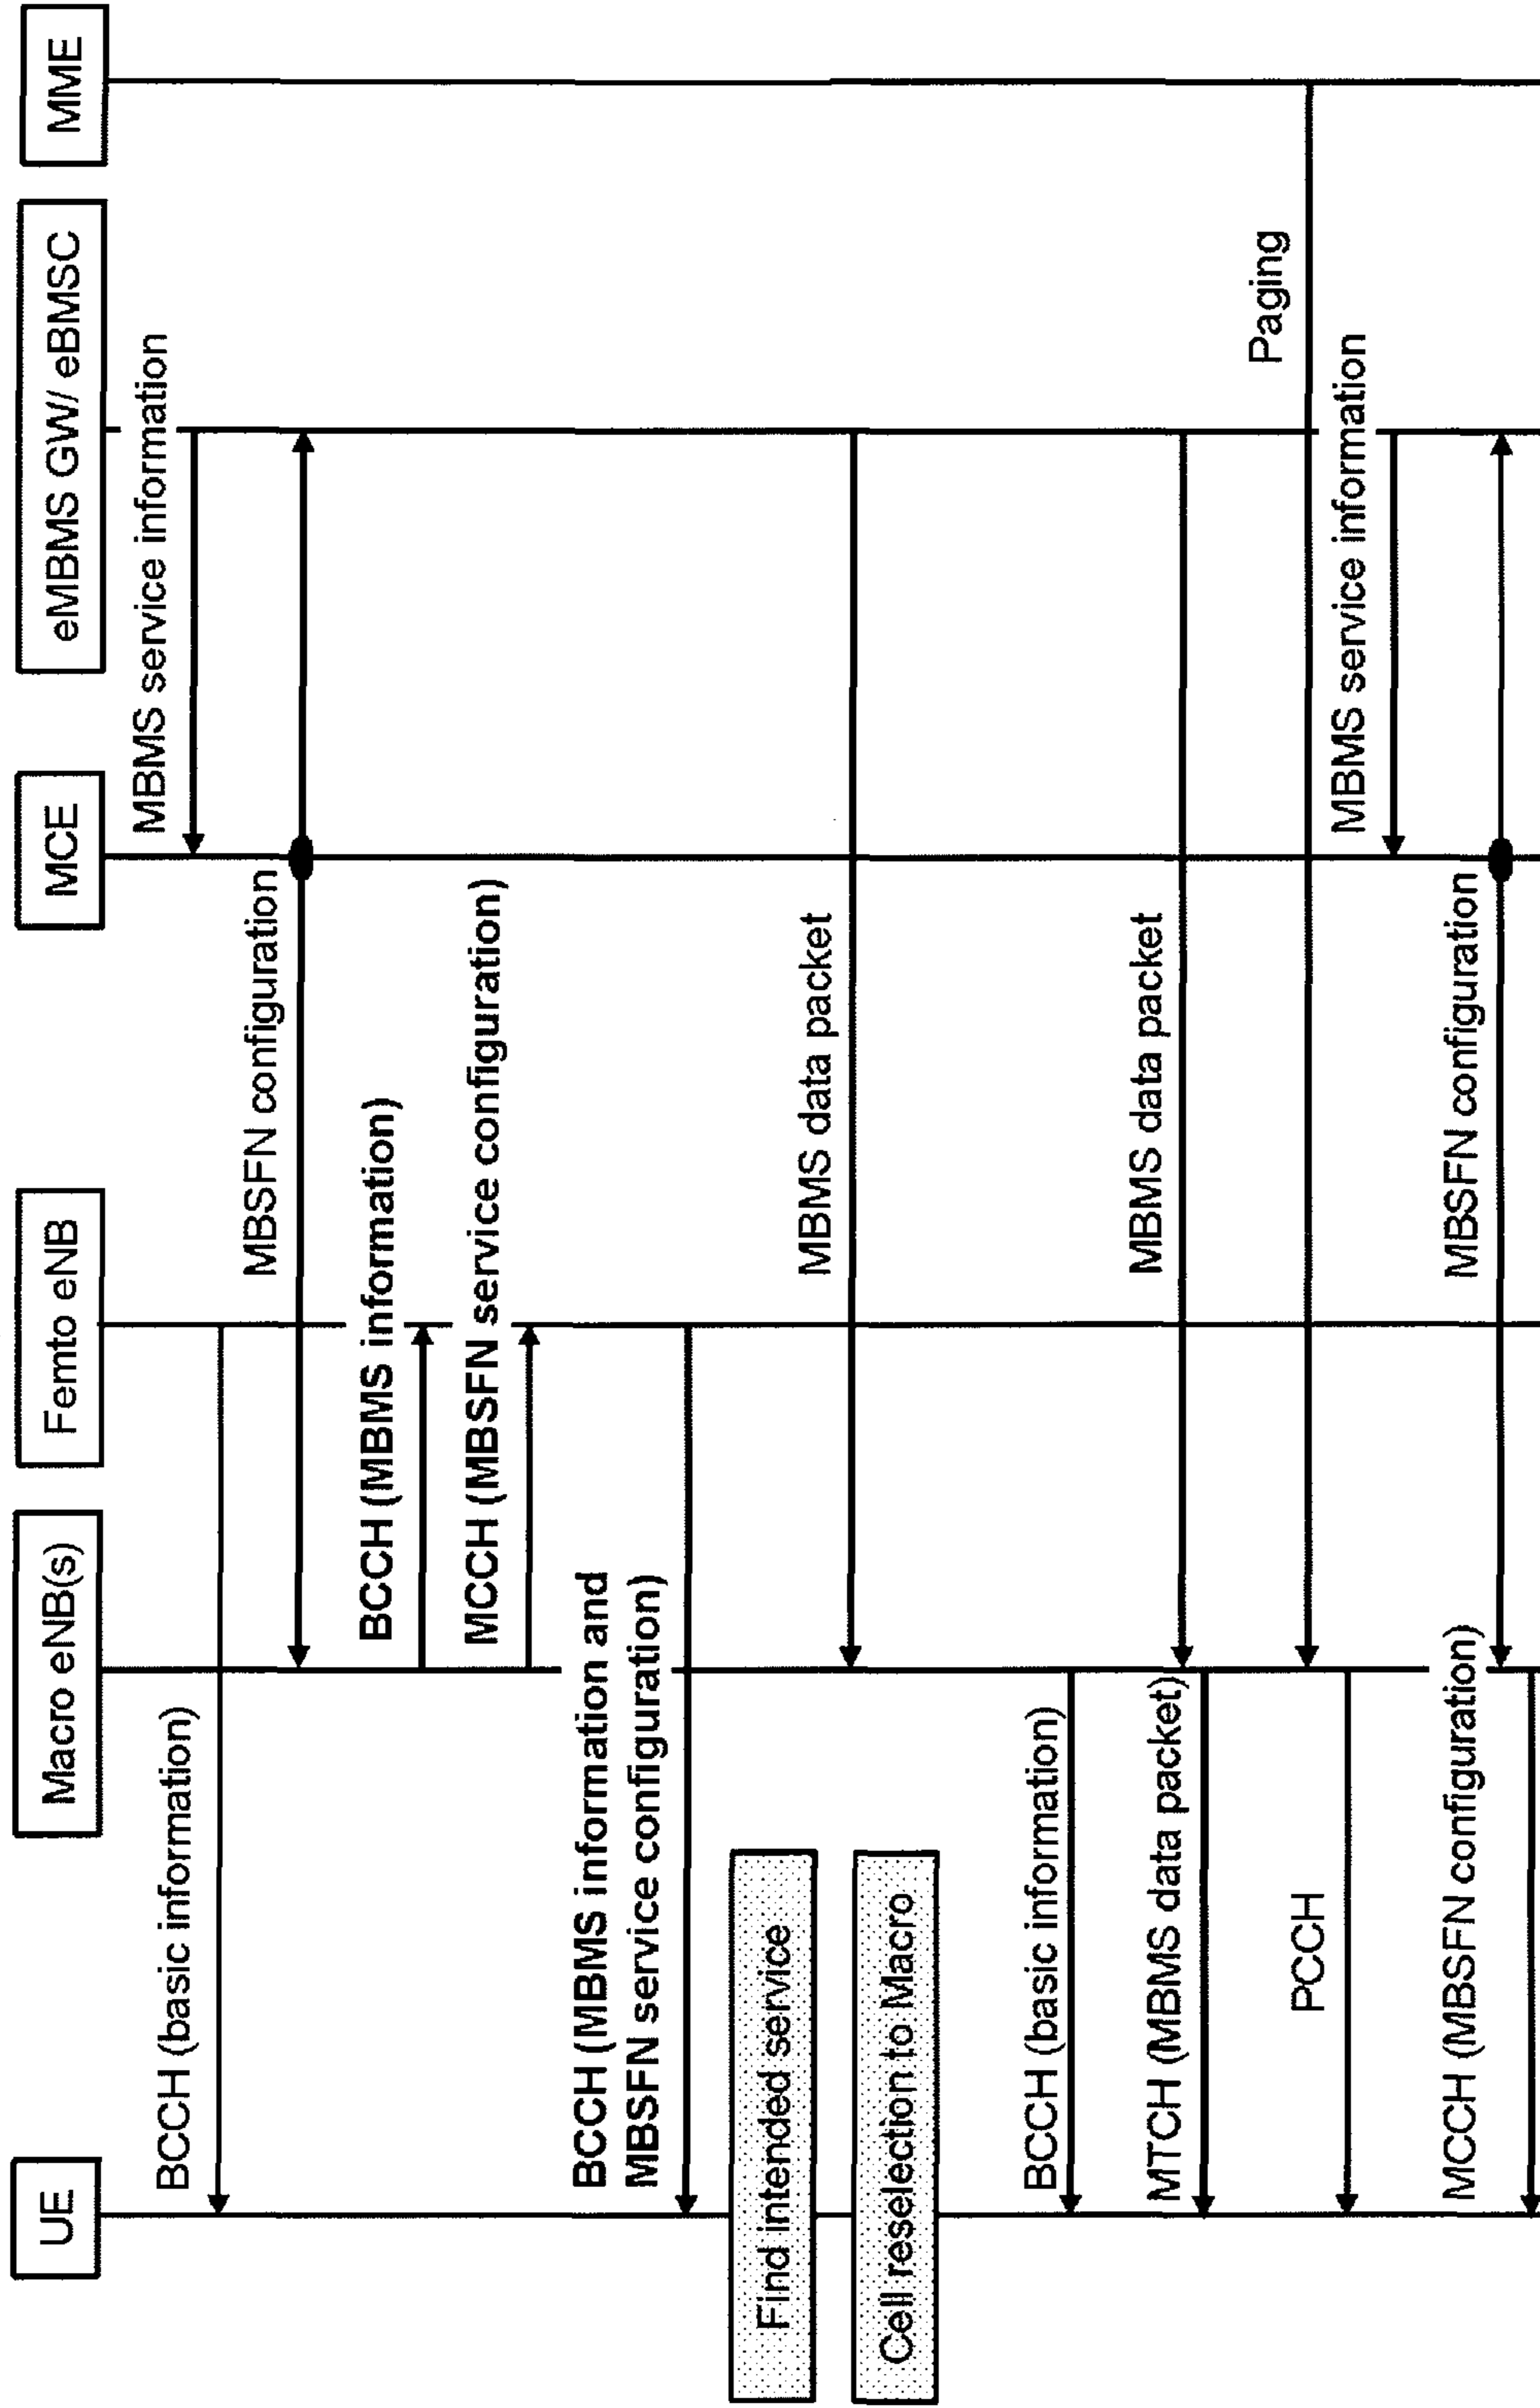 UE
Macro eNB(s)
Femto eNB
MCE
eMBMS GW/ eBMSC
MME
MBMS service information
BCCH (basic information)
MBSFN configuration
BCCH (MBMS information)
MCCH (MBSFN service configuration)
BCCH (MBMS information and
MBSFN service configuration)
Find intended service
MBMS data packet
Cell reselection to Macro
BCCH (basic information)
MBMS data packet
MTCH (MBMS data packet)
Paging
PCCH
MBMS service information
MBSFN configuration
MCCH (MBSFN configuration)